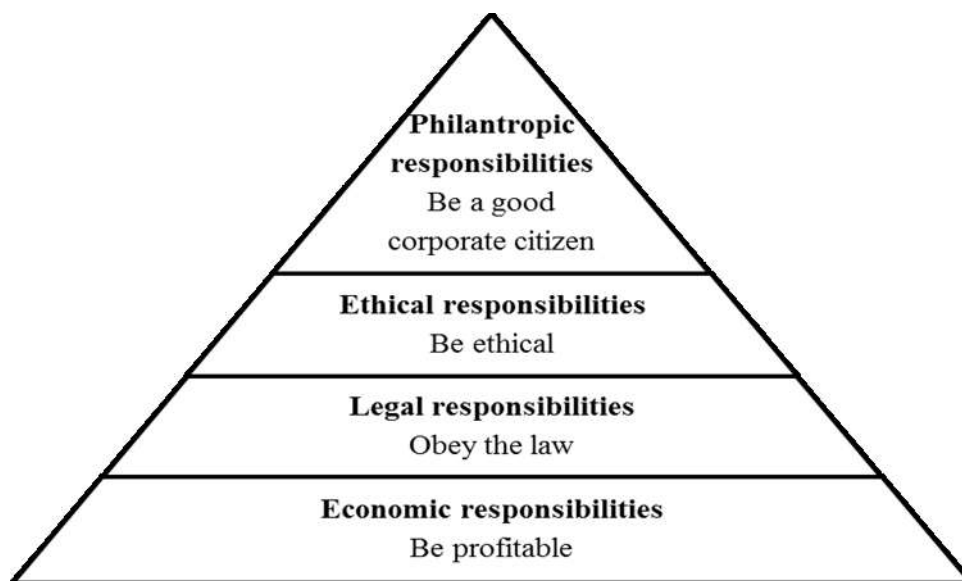 Philantropic
responsibilities
Be a good
corporate citizen
Ethical responsibilities
Be ethical
Legal responsibilities
Obey the law
Economic responsibilities
Be profitable